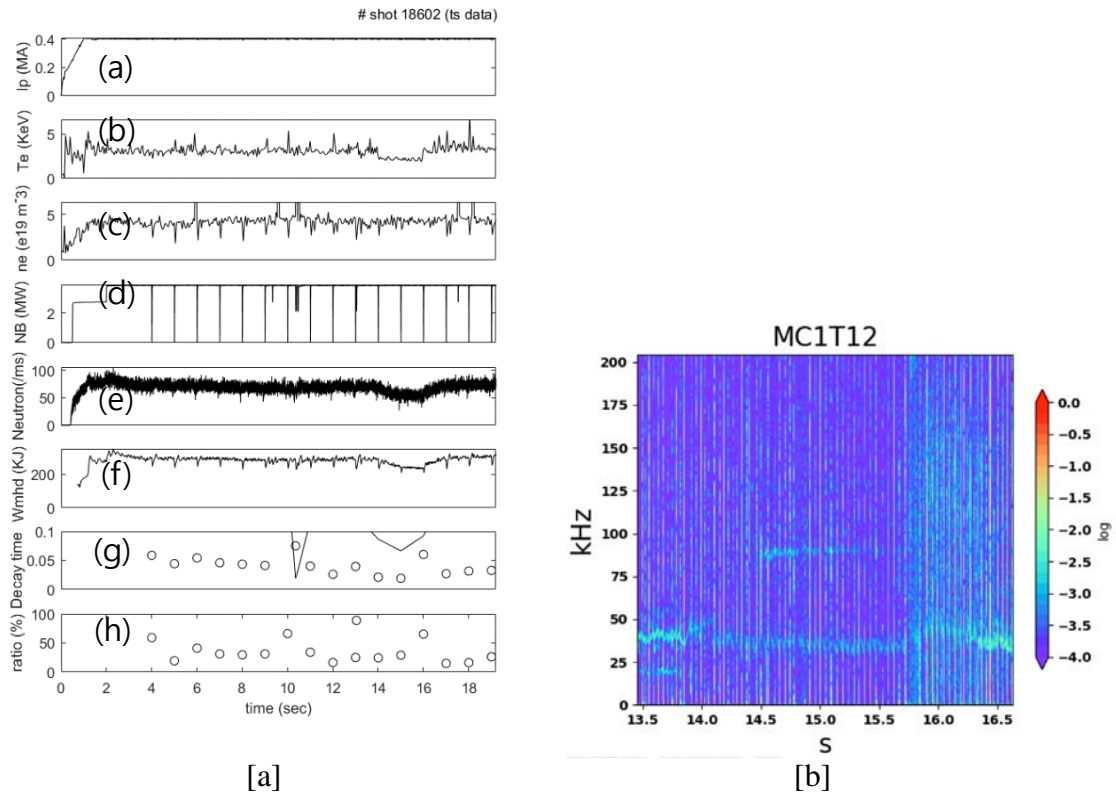 # shot 18602 (ts data)
Ip (MA)
0.4
0.2
0
(a)
Te (KeV)
5
0
(b)
ne (e19 m^-3)
5
0
(c)
NB (MW)
2
0
(d)
Neutron(/ms)
100
50
0
(e)
Wmhd (KJ)
200
0
(f)
Decay time
0.1
0.05
0
(g)
ratio (%)
100
50
0
(h)
0 2 4 6 8 10 12 14 16 18
time (sec)
[a]
MC1T12
kHz
200
175
150
125
100
75
50
25
0
13.5 14.0 14.5 15.0 15.5 16.0 16.5
s
0.0
−0.5
−1.0
−1.5
−2.0
−2.5
−3.0
−3.5
−4.0
log
[b]